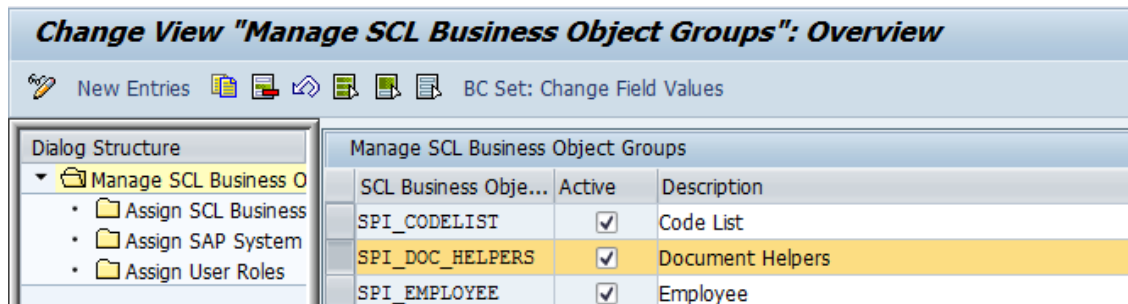 Change View "Manage SCL Business Object Groups": Overview
New Entries BC Set: Change Field Values
Dialog Structure
Manage SCL Business O
Assign SCL Business
Assign SAP System
Assign User Roles
Manage SCL Business Object Groups
SCL Business Obje... Active Description
SPI_CODELIST Code List
SPI_DOC_HELPERS Document Helpers
SPI_EMPLOYEE Employee